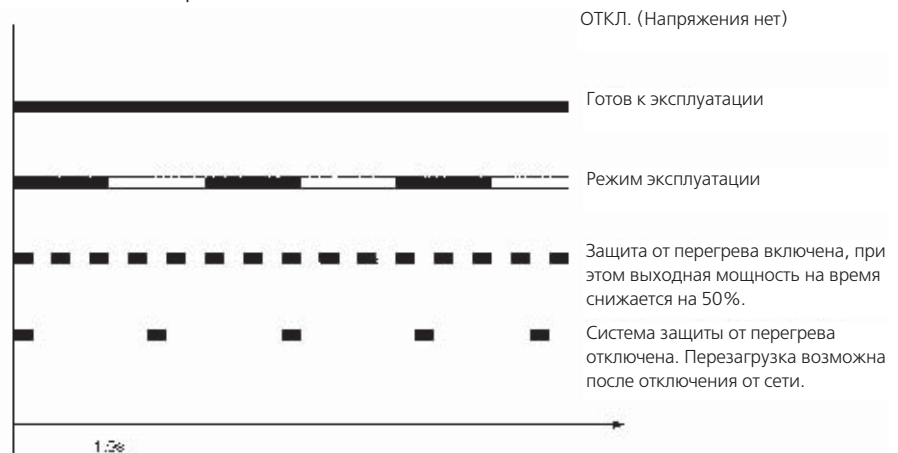 ОТКЛ. (Напряжения нет)
Готов к эксплуатации
Режим эксплуатации
Защита от перегрева включена, при
этом выходная мощность на время
снижается на 50%.
Система защиты от перегрева
отключена. Перезагрузка возможна
после отключения от сети.